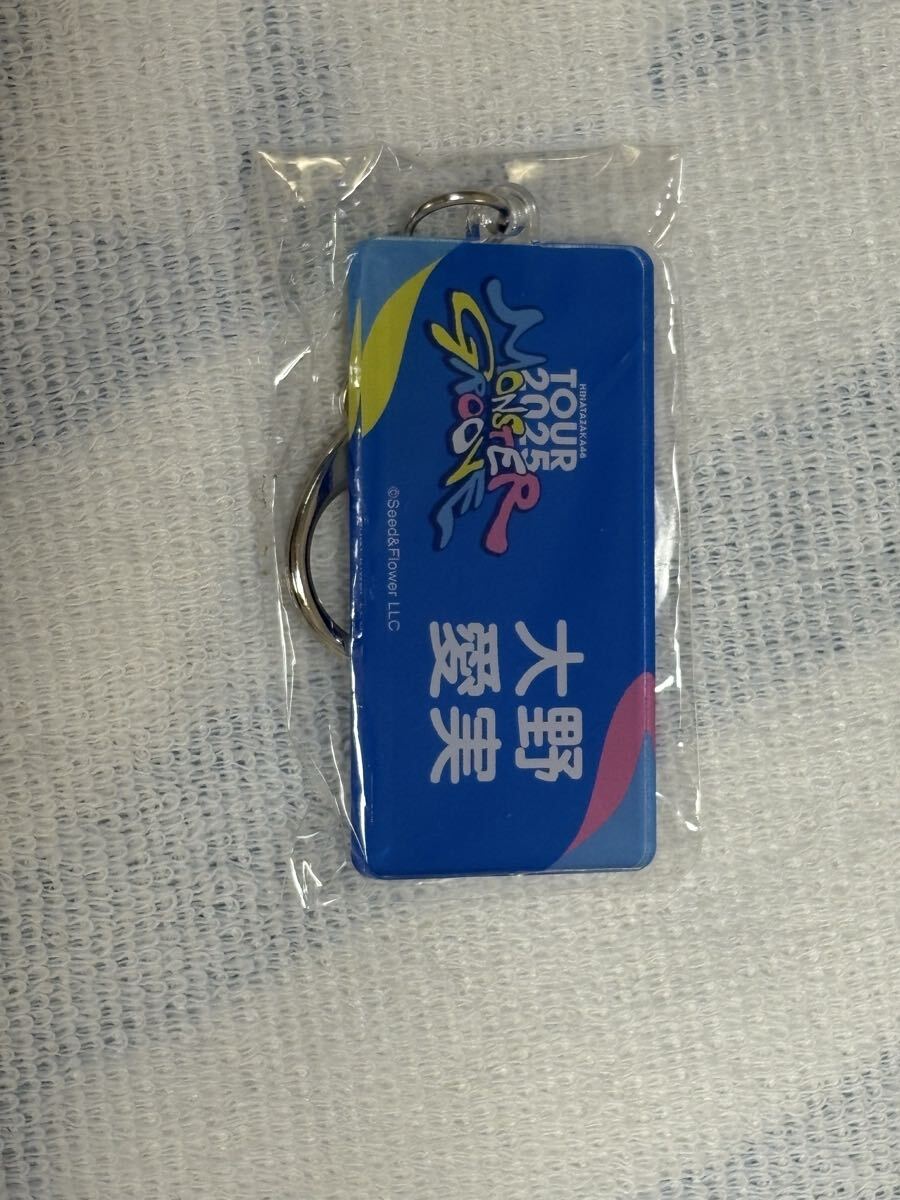 HINATAZAKA46
TOUR
2025
MONSTER
GROOVE
©Seed&Flower LLC
大野
愛実